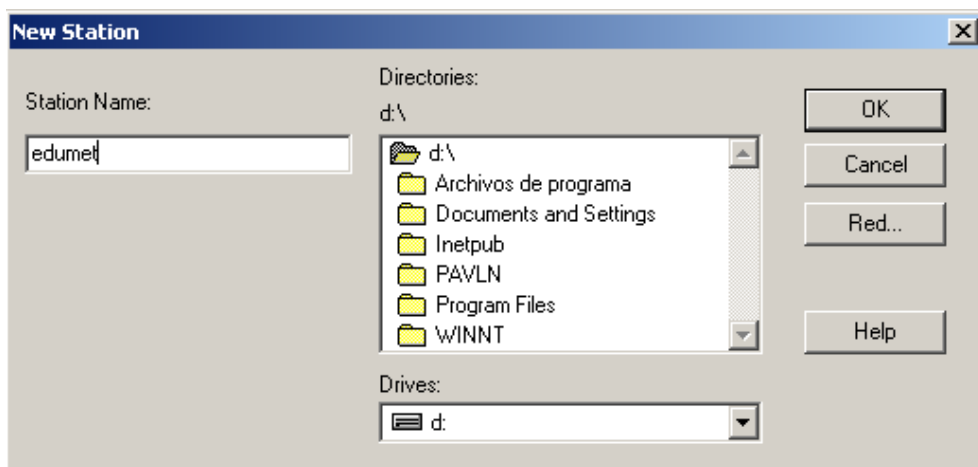 New Station
Station Name:
edumet
Directories:
d:\
d:\
Archivos de programa
Documents and Settings
Inetpub
PAVLN
Program Files
WINNT
Drives:
d:
OK
Cancel
Red...
Help